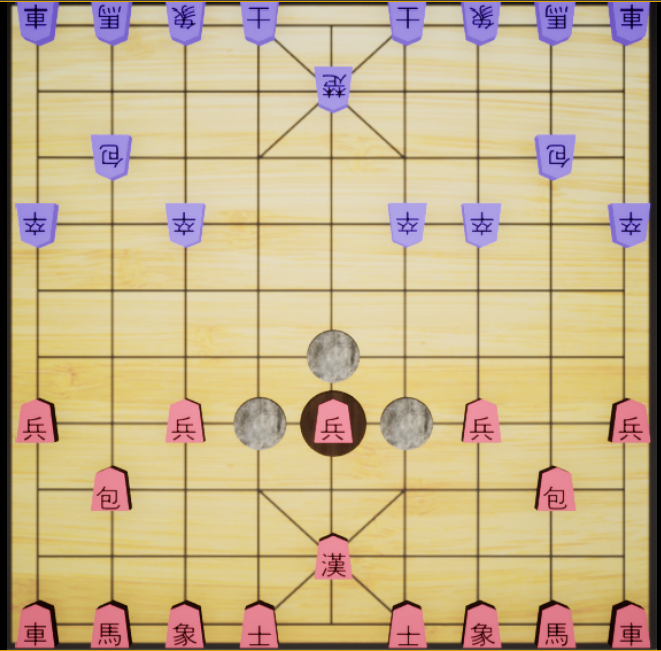 車 馬 象 士 士 象 馬 車
楚
包 包
卒 卒 卒 卒 卒
兵 兵 兵 兵 兵
包 包
漢
車 馬 象 士 士 象 馬 車